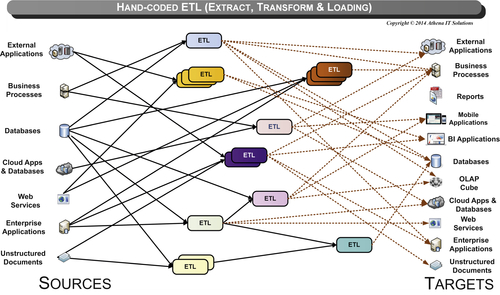 HAND-CODED ETL (EXTRACT, TRANSFORM & LOADING)
Copyright © 2014 Athena IT Solutions
External
Applications
Business
Processes
Databases
Cloud Apps
& Databases
Web
Services
Enterprise
Applications
Unstructured
Documents
SOURCES
ETL
ETL
ETL
ETL
ETL
ETL
ETL
ETL
ETL
External
Applications
Business
Processes
Reports
Mobile
Applications
BI Applications
Databases
OLAP
Cube
Cloud Apps &
Databases
Web
Services
Enterprise
Applications
Unstructured
Documents
TARGETS